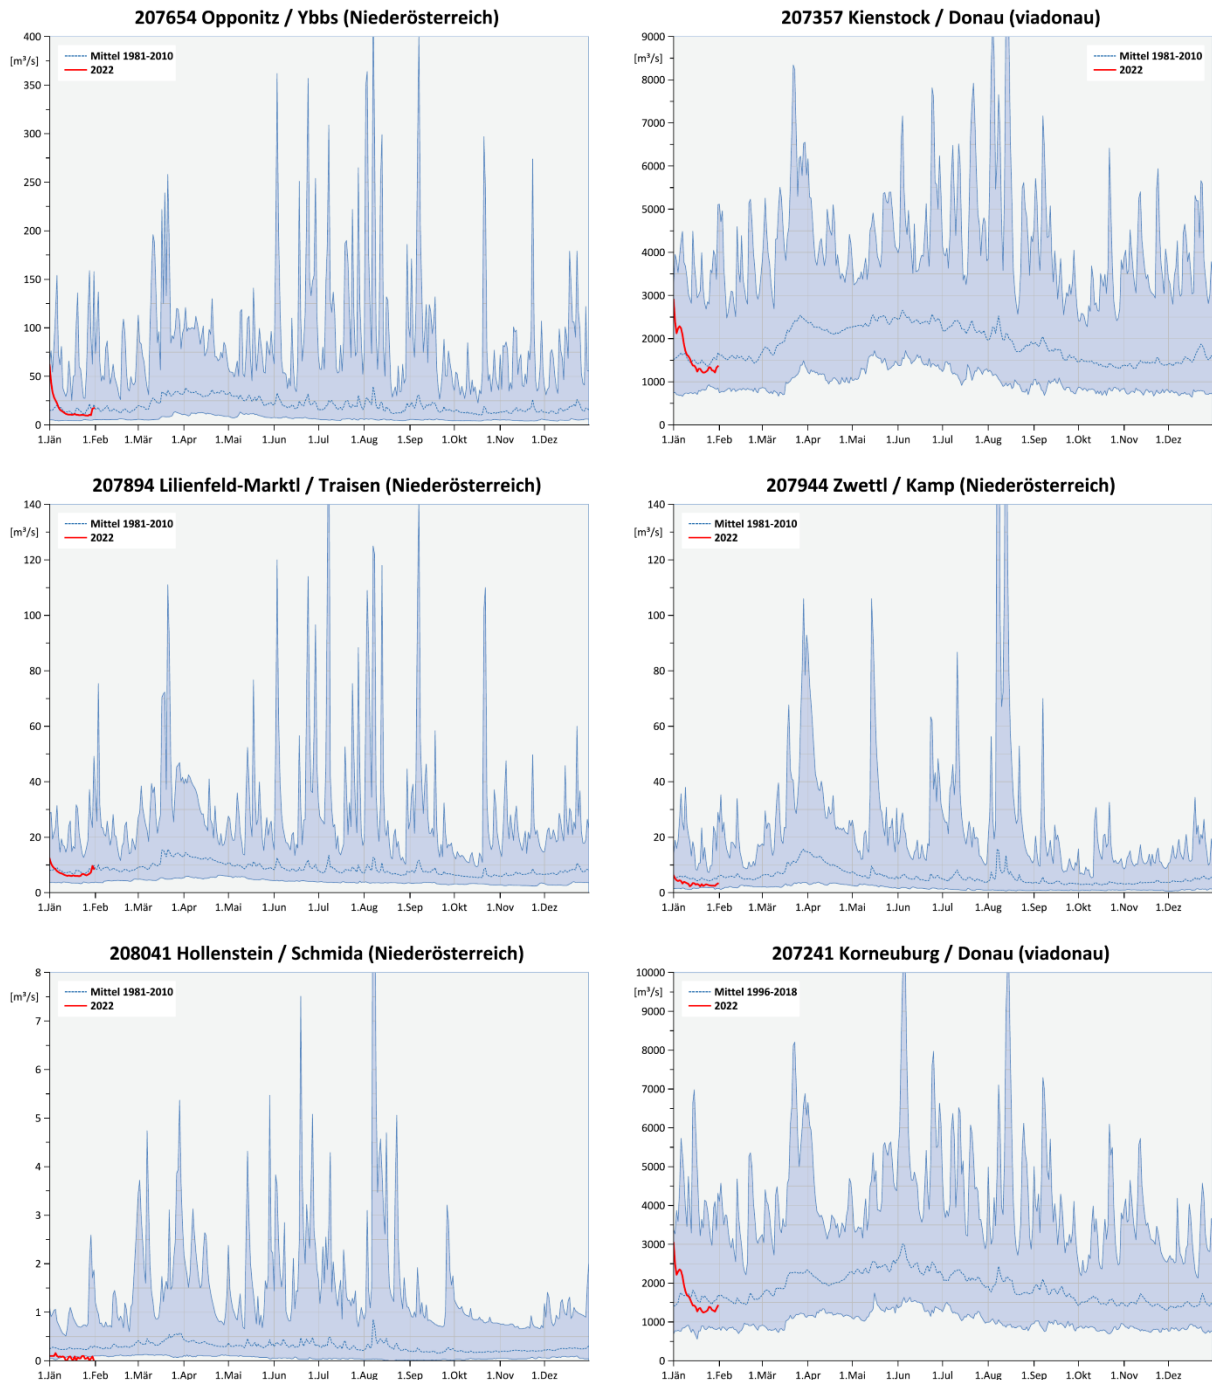 207654 Opponitz / Ybbs (Niederösterreich)
400
[m³/s]
350
300
250
200
150
100
50
0
Mittel 1981-2010
2022
1.Jän 1.Feb 1.Mär 1.Apr 1.Mai 1.Jun 1.Jul 1.Aug 1.Sep 1.Okt 1.Nov 1.Dez
207357 Kienstock / Donau (viadonau)
9000
[m³/s]
8000
7000
6000
5000
4000
3000
2000
1000
0
Mittel 1981-2010
2022
1.Jän 1.Feb 1.Mär 1.Apr 1.Mai 1.Jun 1.Jul 1.Aug 1.Sep 1.Okt 1.Nov 1.Dez
207894 Lilienfeld-Marktl / Traisen (Niederösterreich)
140
[m³/s]
120
100
80
60
40
20
0
Mittel 1981-2010
2022
1.Jän 1.Feb 1.Mär 1.Apr 1.Mai 1.Jun 1.Jul 1.Aug 1.Sep 1.Okt 1.Nov 1.Dez
207944 Zwettl / Kamp (Niederösterreich)
140
[m³/s]
120
100
80
60
40
20
0
Mittel 1981-2010
2022
1.Jän 1.Feb 1.Mär 1.Apr 1.Mai 1.Jun 1.Jul 1.Aug 1.Sep 1.Okt 1.Nov 1.Dez
208041 Hollenstein / Schmida (Niederösterreich)
8
[m³/s]
7
6
5
4
3
2
1
0
Mittel 1981-2010
2022
1.Jän 1.Feb 1.Mär 1.Apr 1.Mai 1.Jun 1.Jul 1.Aug 1.Sep 1.Okt 1.Nov 1.Dez
207241 Korneuburg / Donau (viadonau)
10000
[m³/s]
9000
8000
7000
6000
5000
4000
3000
2000
1000
0
Mittel 1996-2018
2022
1.Jän 1.Feb 1.Mär 1.Apr 1.Mai 1.Jun 1.Jul 1.Aug 1.Sep 1.Okt 1.Nov 1.Dez